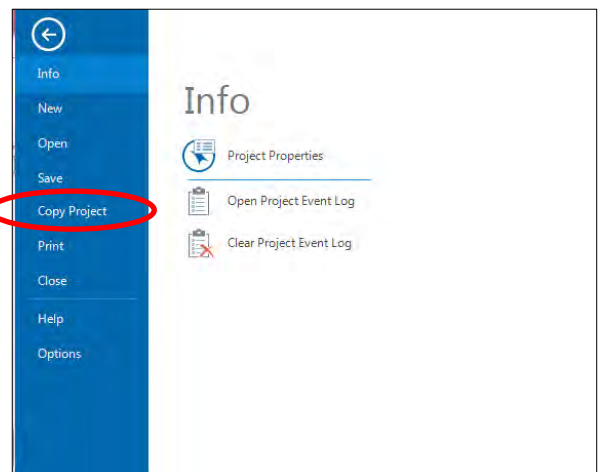 Info
New
Open
Save
Copy Project
Print
Close
Help
Options
Info
Project Properties
Open Project Event Log
Clear Project Event Log